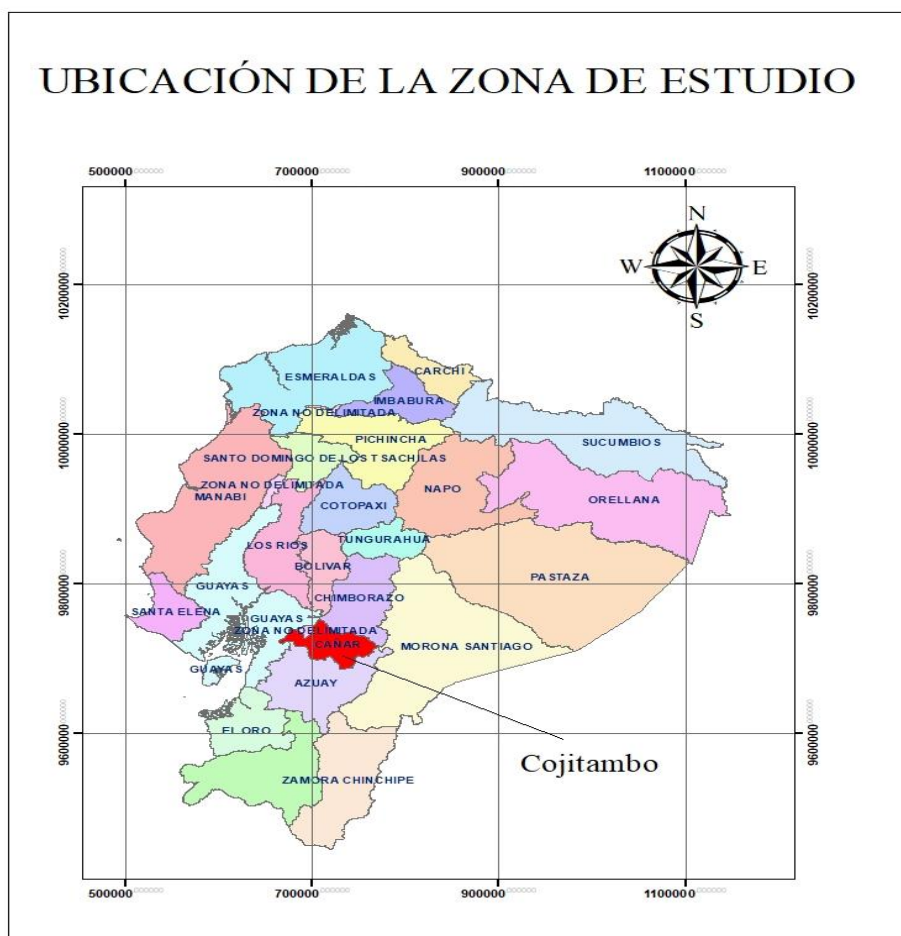 UBICACIÓN DE LA ZONA DE ESTUDIO
500000 700000 900000 1100000
N
W E
S
10200000 10200000
CARCHI
ESMERALDAS
IMBABURA
ZONA NO DELIMITADA
10000000 10000000
PICHINCHA
SUCUMBIOS
SANTO DOMINGO DE LOS TSACHILAS
ZONA NO DELIMITADA
NAPO
MANABI
ORELLANA
COTOPAXI
TUNGURAHUA
LOS RIOS
BOLIVAR
PASTAZA
9800000 9800000
GUAYAS
CHIMBORAZO
SANTA ELENA
GUAYAS
ZONA NO DELIMITADA
CAÑAR
MORONA SANTIAGO
GUAYAS
AZUAY
EL ORO
9600000 9600000
Cojitambo
ZAMORA CHINCHIPE
500000 700000 900000 1100000